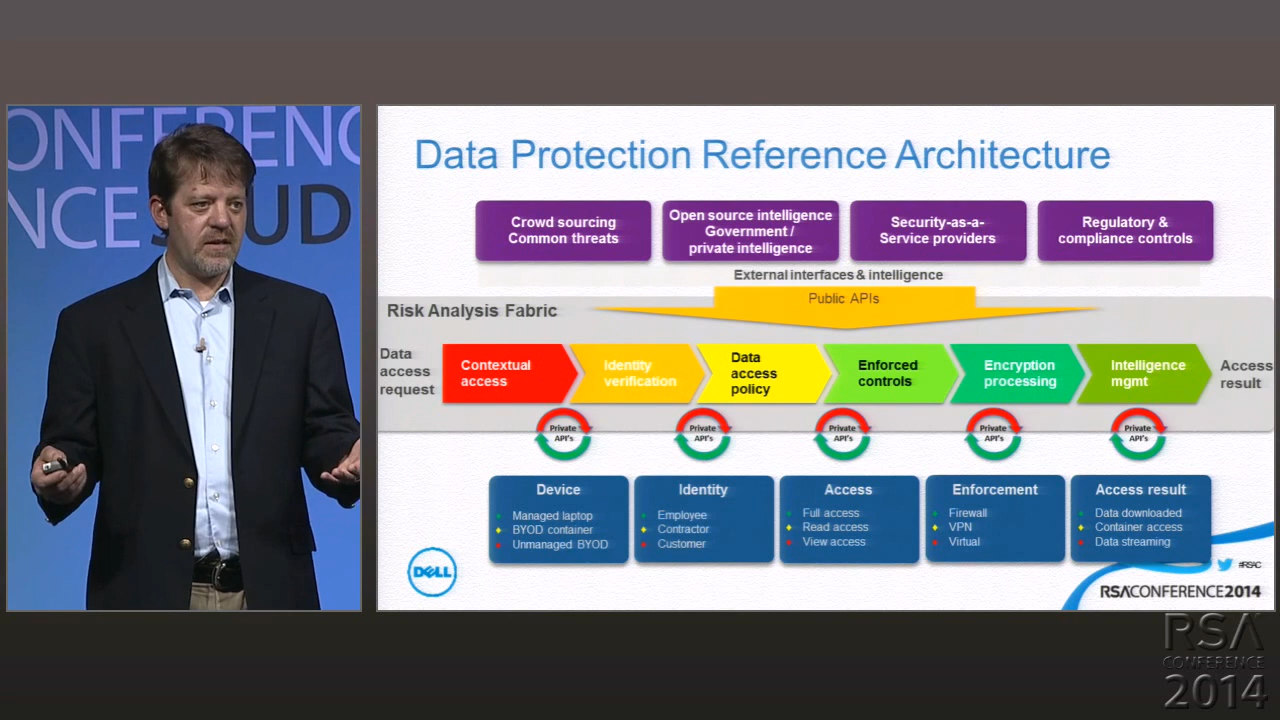 ONFERENC
NCE
UD
Data Protection Reference Architecture
Crowd sourcing
Common threats
Open source intelligence
Government /
private intelligence
Security-as-a-
Service providers
Regulatory &
compliance controls
External interfaces & intelligence
Public APIs
Risk Analysis Fabric
Data
access
request
Contextual
access
Identity
verification
Data
access
policy
Enforced
controls
Encryption
processing
Intelligence
mgmt
Access
result
Private
API's
Private
API's
Private
API's
Private
API's
Private
API's
Device
Managed laptop
BYOD container
Unmanaged BYOD
Identity
Employee
Contractor
Customer
Access
Full access
Read access
View access
Enforcement
Firewall
VPN
Virtual
Access result
Data downloaded
Container access
Data streaming
DELL
#RSAC
RSACONFERENCE2014
RSA
CONFERENCE
2014